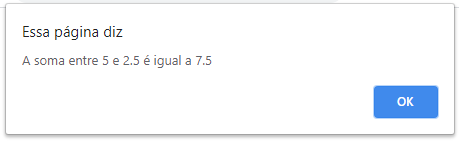 Essa página diz
A soma entre 5 e 2.5 é igual a 7.5
OK